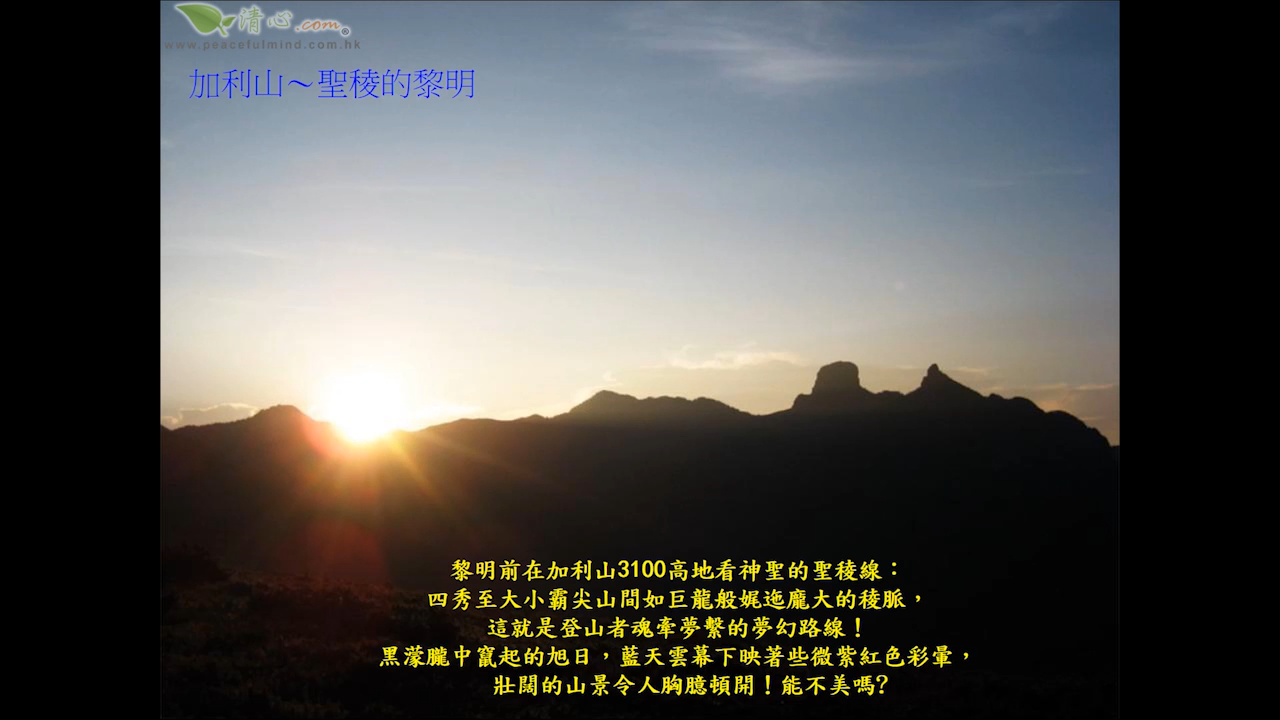 清心.com®
www.peacefulmind.com.hk
加利山～聖稜的黎明
黎明前在加利山3100高地看神聖的聖稜線：
四秀至大小霸尖山間如巨龍般娓迤龐大的稜脈，
這就是登山者魂牽夢繫的夢幻路線！
黑濛朧中竄起的旭日，藍天雲幕下映著些微紫紅色彩暈，
壯闊的山景令人胸臆頓開！能不美嗎?